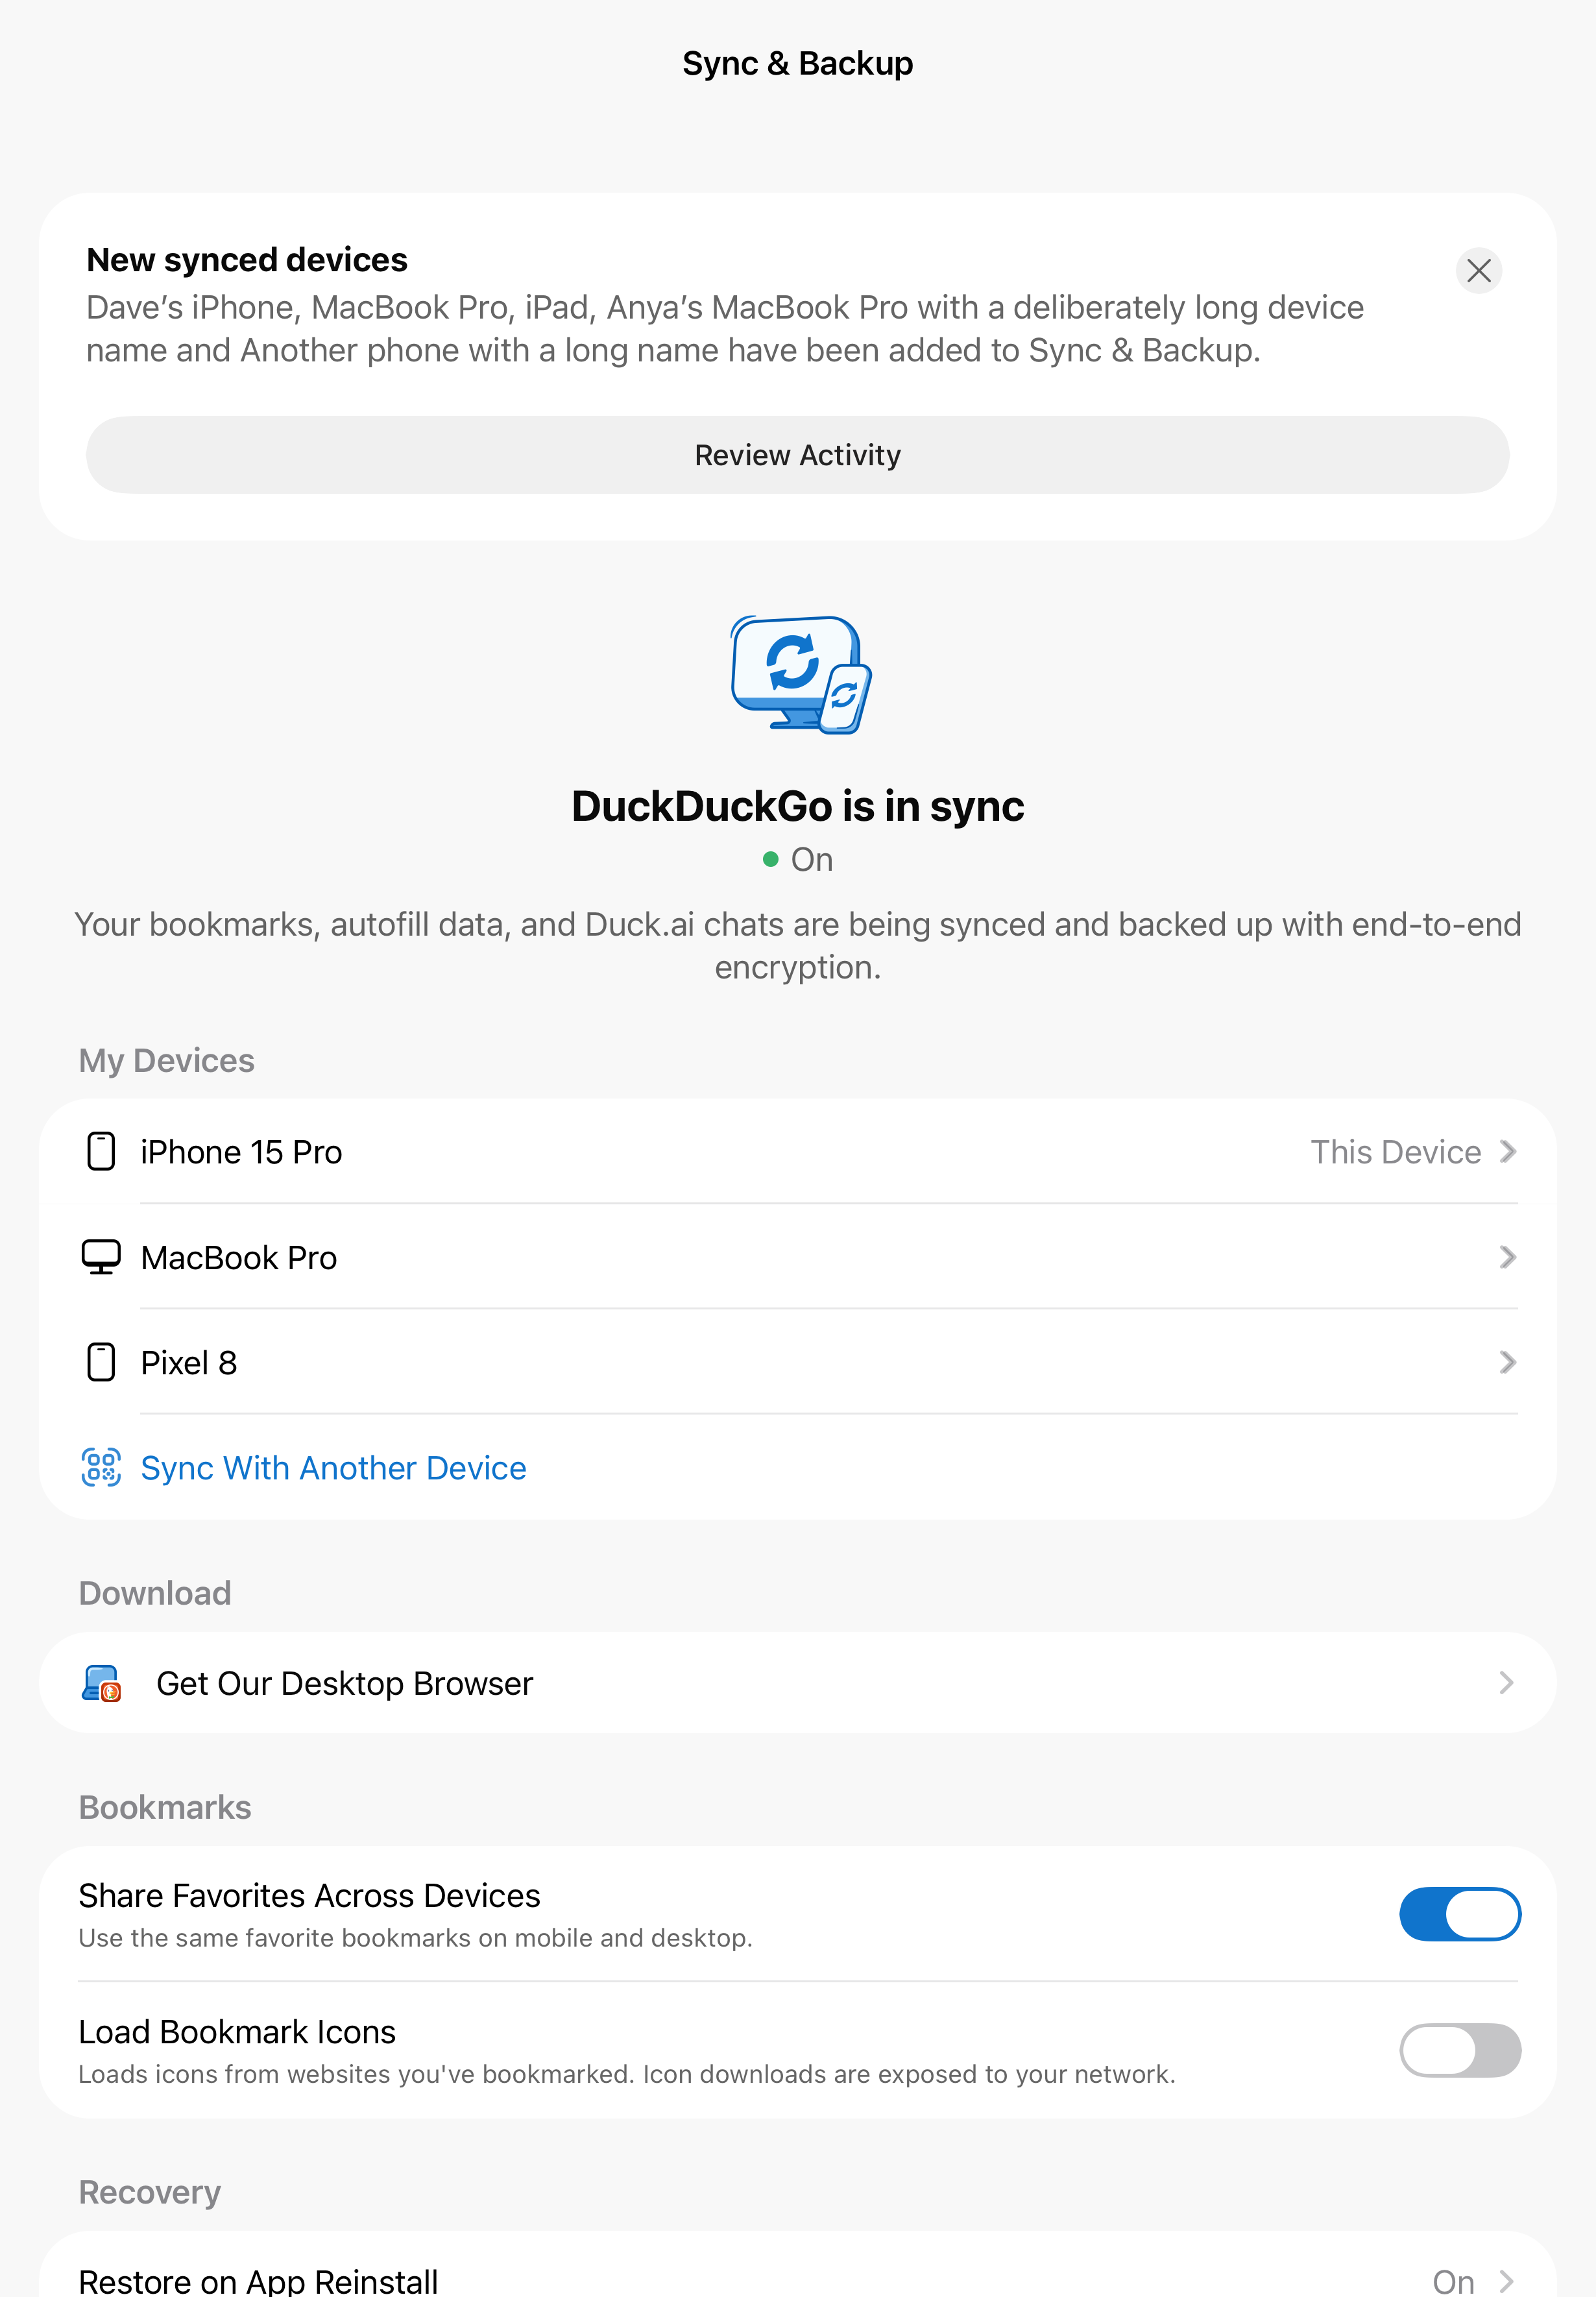 Sync & Backup
New synced devices
Dave’s iPhone, MacBook Pro, iPad, Anya’s MacBook Pro with a deliberately long device
name and Another phone with a long name have been added to Sync & Backup.
Review Activity
DuckDuckGo is in sync
On
Your bookmarks, autofill data, and Duck.ai chats are being synced and backed up with end-to-end
encryption.
My Devices
iPhone 15 Pro This Device
MacBook Pro
Pixel 8
Sync With Another Device
Download
Get Our Desktop Browser
Bookmarks
Share Favorites Across Devices
Use the same favorite bookmarks on mobile and desktop.
Load Bookmark Icons
Loads icons from websites you've bookmarked. Icon downloads are exposed to your network.
Recovery
Restore on App Reinstall On